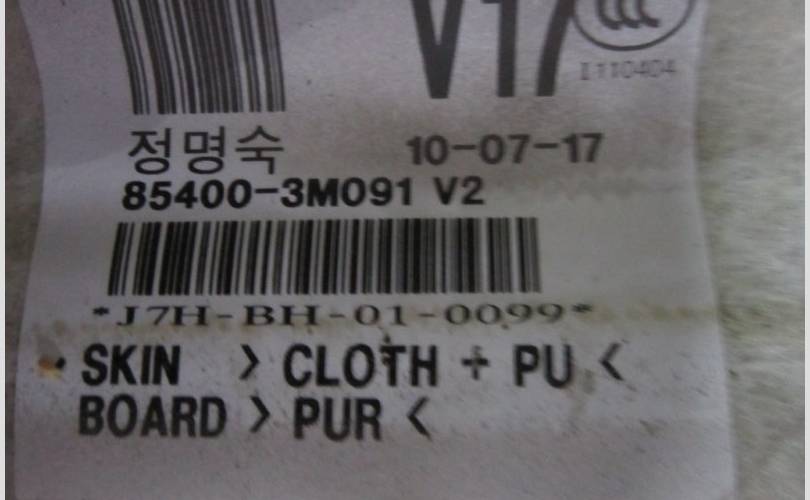 V17
I110404
정명숙 10-07-17
85400-3M091 V2
*J7H-BH-01-0099*
SKIN > CLOTH + PU <
BOARD > PUR <